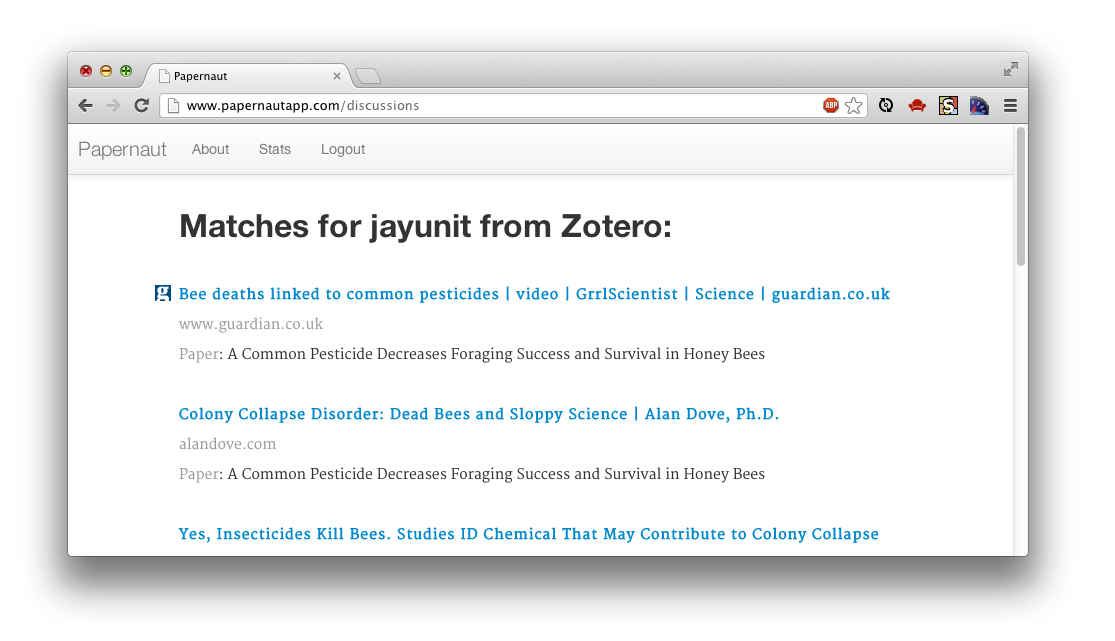 Papernaut
www.papernautapp.com/discussions
ABP
S
Papernaut About Stats Logout
Matches for jayunit from Zotero:
g Bee deaths linked to common pesticides | video | GrrlScientist | Science | guardian.co.uk
www.guardian.co.uk
Paper: A Common Pesticide Decreases Foraging Success and Survival in Honey Bees
Colony Collapse Disorder: Dead Bees and Sloppy Science | Alan Dove, Ph.D.
alandove.com
Paper: A Common Pesticide Decreases Foraging Success and Survival in Honey Bees
Yes, Insecticides Kill Bees. Studies ID Chemical That May Contribute to Colony Collapse